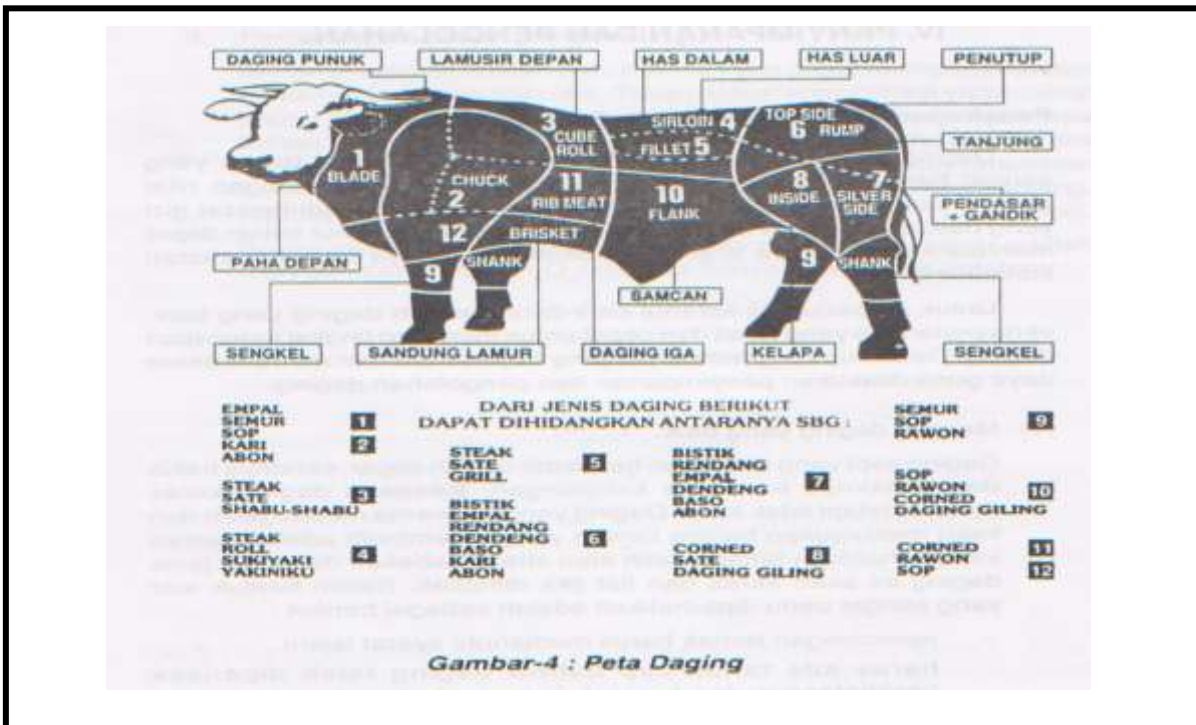 DAGING PUNUK
LAMUSIR DEPAN
HAS DALAM
HAS LUAR
PENUTUP
TANJUNG
PENDASAR
+ GANDIK
1
BLADE
CHUCK
2
3
CUBE
ROLL
SIRLOIN 4
FILLET 5
TOP SIDE
6 RUMP
11
RIB MEAT
10
FLANK
8
INSIDE
7
SILVER
SIDE
12
BRISKET
9
SHANK
9
SHANK
PAHA DEPAN
SAMCAN
SENGKEL
SANDUNG LAMUR
DAGING IGA
KELAPA
SENGKEL
DARI JENIS DAGING BERIKUT
DAPAT DIHIDANGKAN ANTARANYA SBG :
EMPAL
SEMUR 1
SOP
KARI 2
ABON
STEAK
SATE 3
SHABU-SHABU
STEAK
ROLL
SUKIYAKI 4
YAKINIKU
STEAK
SATE 5
GRILL
BISTIK
EMPAL
RENDANG
DENDENG 6
BASO
KARI
ABON
BISTIK
RENDANG
EMPAL 7
DENDENG
BASO
ABON
CORNED
SATE 8
DAGING GILING
SEMUR
SOP 9
RAWON
SOP
RAWON 10
CORNED
DAGING GILING
CORNED 11
RAWON
SOP 12
Gambar-4 : Peta Daging